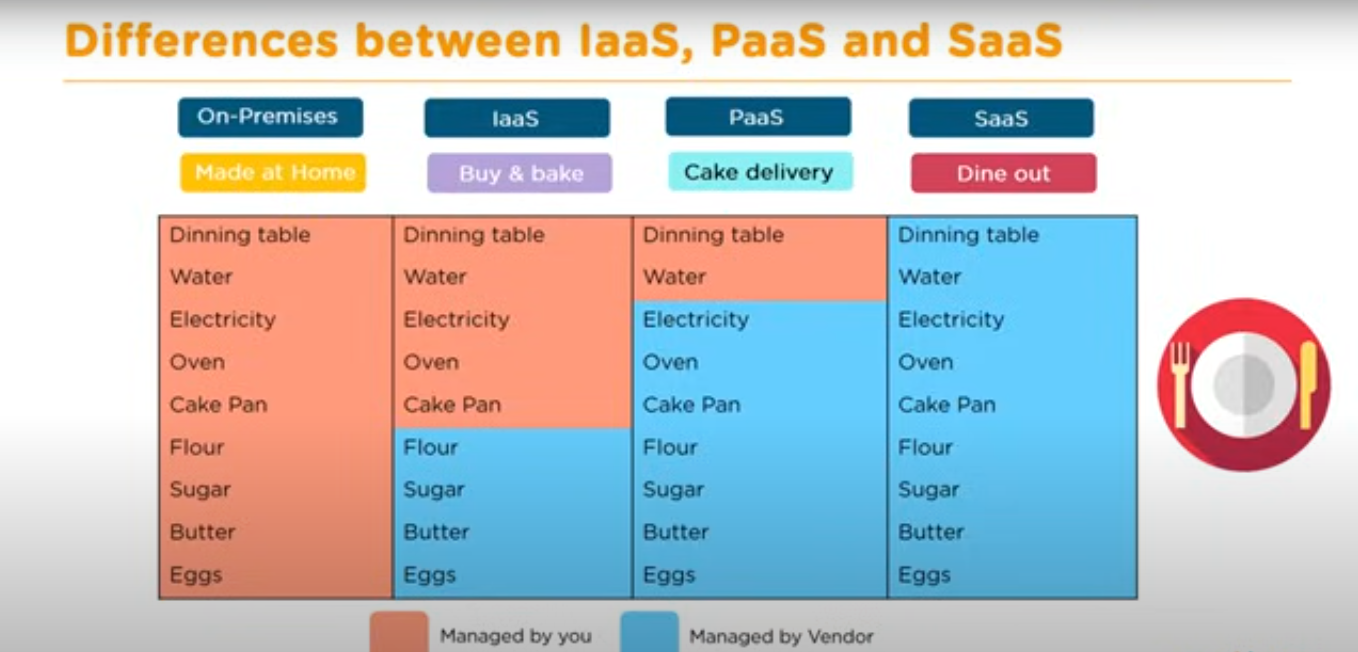 Differences between IaaS, PaaS and SaaS
On-Premises IaaS PaaS SaaS
Made at Home Buy & bake Cake delivery Dine out
Dinning table Dinning table Dinning table Dinning table
Water Water Water Water
Electricity Electricity Electricity Electricity
Oven Oven Oven Oven
Cake Pan Cake Pan Cake Pan Cake Pan
Flour Flour Flour Flour
Sugar Sugar Sugar Sugar
Butter Butter Butter Butter
Eggs Eggs Eggs Eggs
Managed by you Managed by Vendor